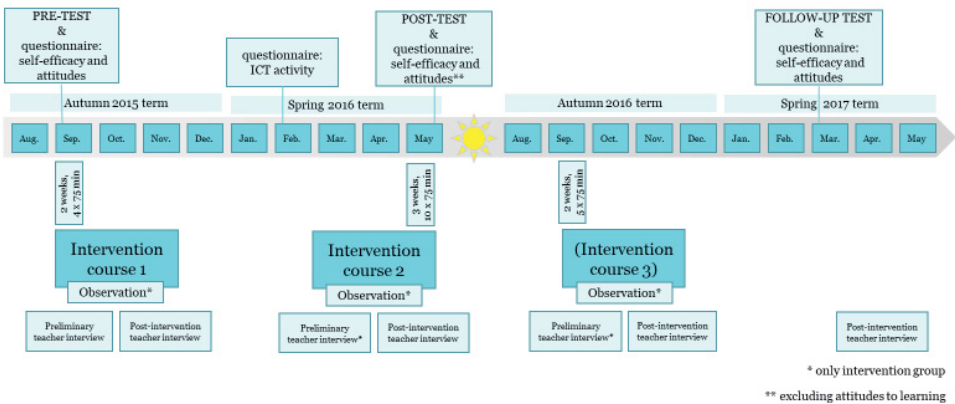 PRE-TEST
&
questionnaire:
self-efficacy and
attitudes
questionnaire:
ICT activity
POST-TEST
&
questionnaire:
self-efficacy and
attitudes**
FOLLOW-UP TEST
&
questionnaire:
self-efficacy and
attitudes
Autumn 2015 term
Spring 2016 term
Autumn 2016 term
Spring 2017 term
Aug. Sep. Oct. Nov. Dec. Jan. Feb. Mar. Apr. May Aug. Sep. Oct. Nov. Dec. Jan. Feb. Mar. Apr. May
2 weeks,
4 x 75 min
3 weeks,
10 x 75 min
2 weeks,
5 x 75 min
Intervention
course 1
Observation*
Intervention
course 2
Observation*
(Intervention
course 3)
Observation*
Preliminary
teacher interview
Post-intervention
teacher interview
Preliminary
teacher interview*
Post-intervention
teacher interview
Preliminary
teacher interview*
Post-intervention
teacher interview
Post-intervention
teacher interview
* only intervention group
** excluding attitudes to learning